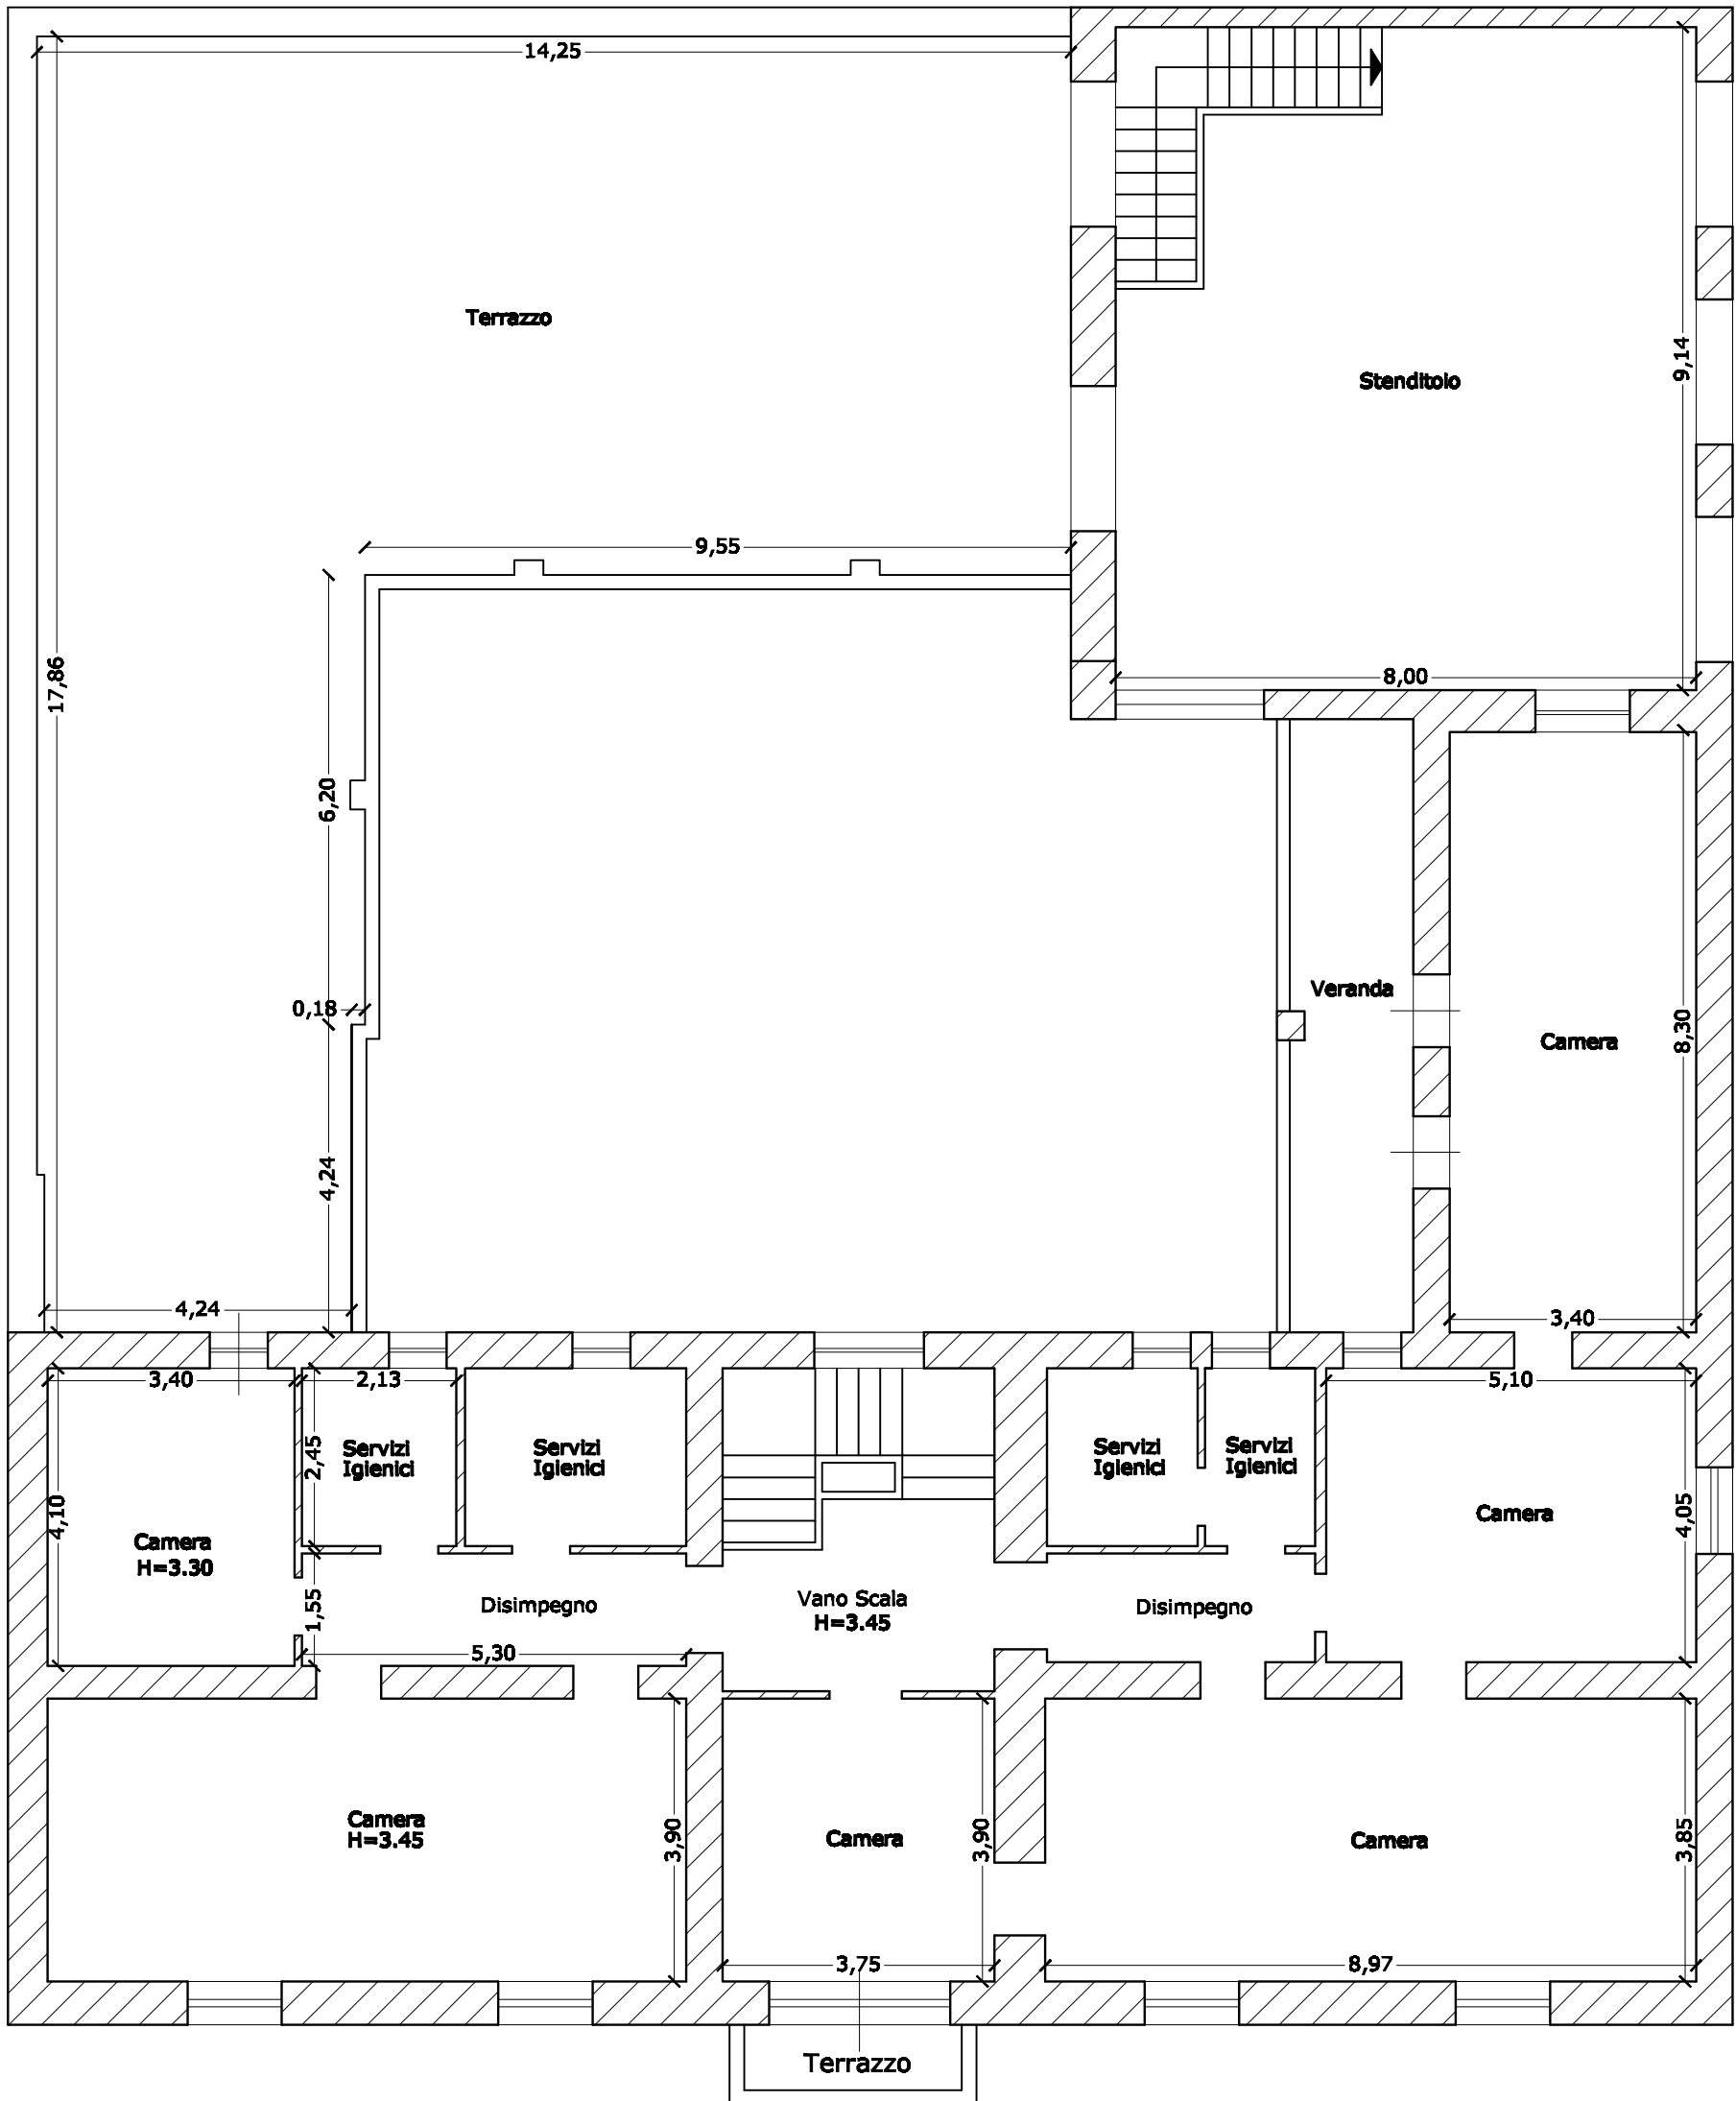 14,25
Terrazzo
Stenditoio
9,14
9,55
17,86
8,00
6,20
Veranda
0,18
Camera
8,30
4,24
4,24
3,40
3,40
2,13
5,10
Servizi
Igienici
Servizi
Igienici
Servizi
Igienici
Servizi
Igienici
2,45
4,10
Camera
H=3.30
Camera
4,05
1,55
Disimpegno
Vano Scala
H=3.45
Disimpegno
5,30
Camera
H=3.45
3,90
Camera
3,90
Camera
3,85
3,75
8,97
Terrazzo